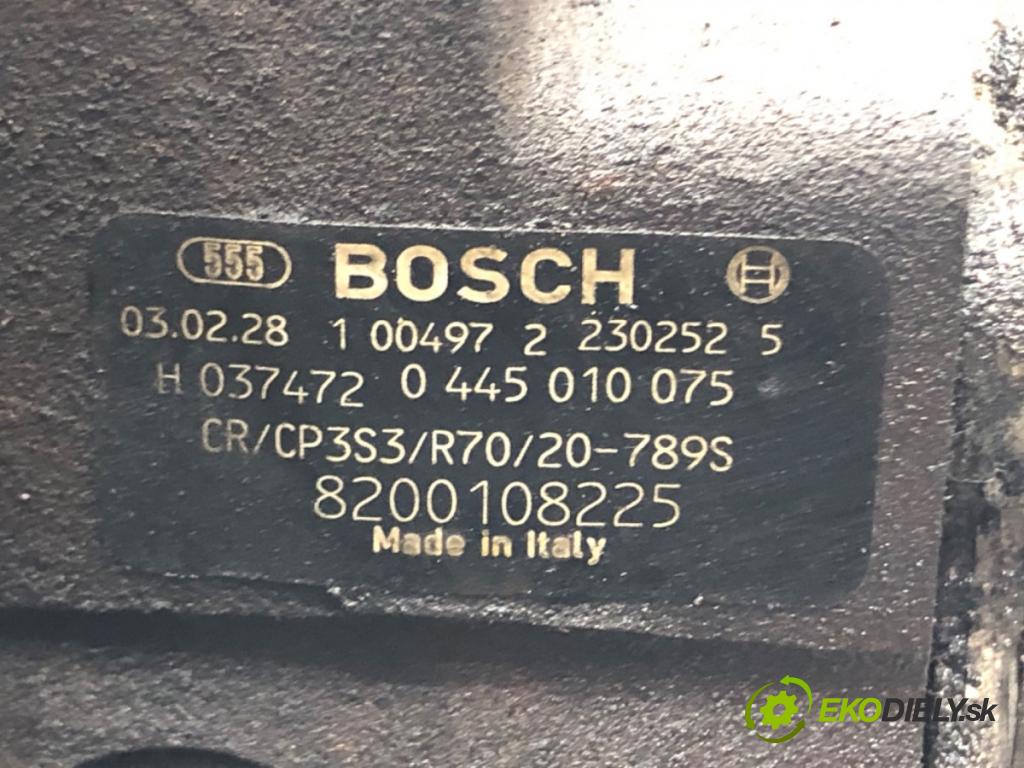 555 BOSCH
03.02.28 1 00497 2 230252 5
H 037472 0 445 010 075
CR/CP3S3/R70/20-789S
8200108225
Made in Italy
EKODIELY.sk